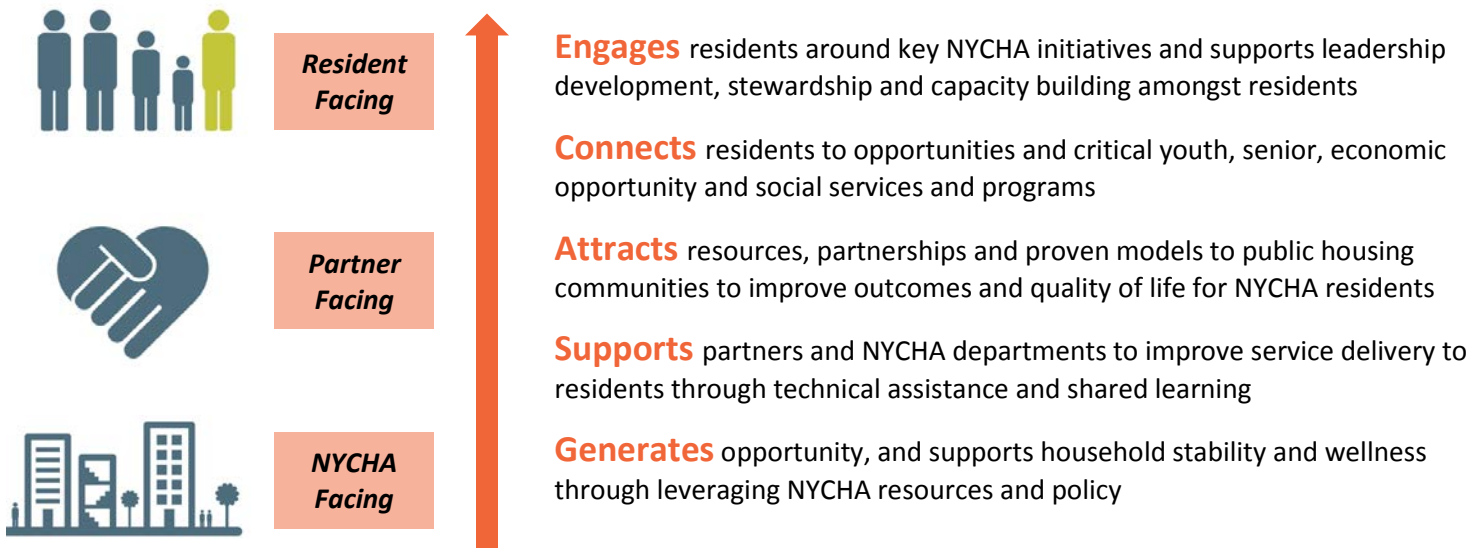 Resident
Facing
Engages residents around key NYCHA initiatives and supports leadership
development, stewardship and capacity building amongst residents
Connects residents to opportunities and critical youth, senior, economic
opportunity and social services and programs
Partner
Facing
Attracts resources, partnerships and proven models to public housing
communities to improve outcomes and quality of life for NYCHA residents
Supports partners and NYCHA departments to improve service delivery to
residents through technical assistance and shared learning
NYCHA
Facing
Generates opportunity, and supports household stability and wellness
through leveraging NYCHA resources and policy